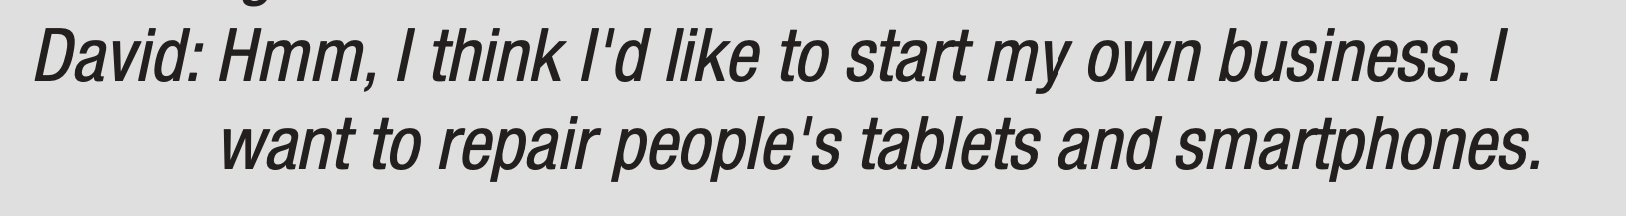 David: Hmm, I think I'd like to start my own business. I
want to repair people's tablets and smartphones.